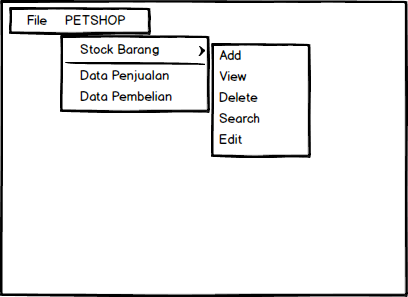 File PETSHOP
Stock Barang
Data Penjualan
Data Pembelian
Add
View
Delete
Search
Edit